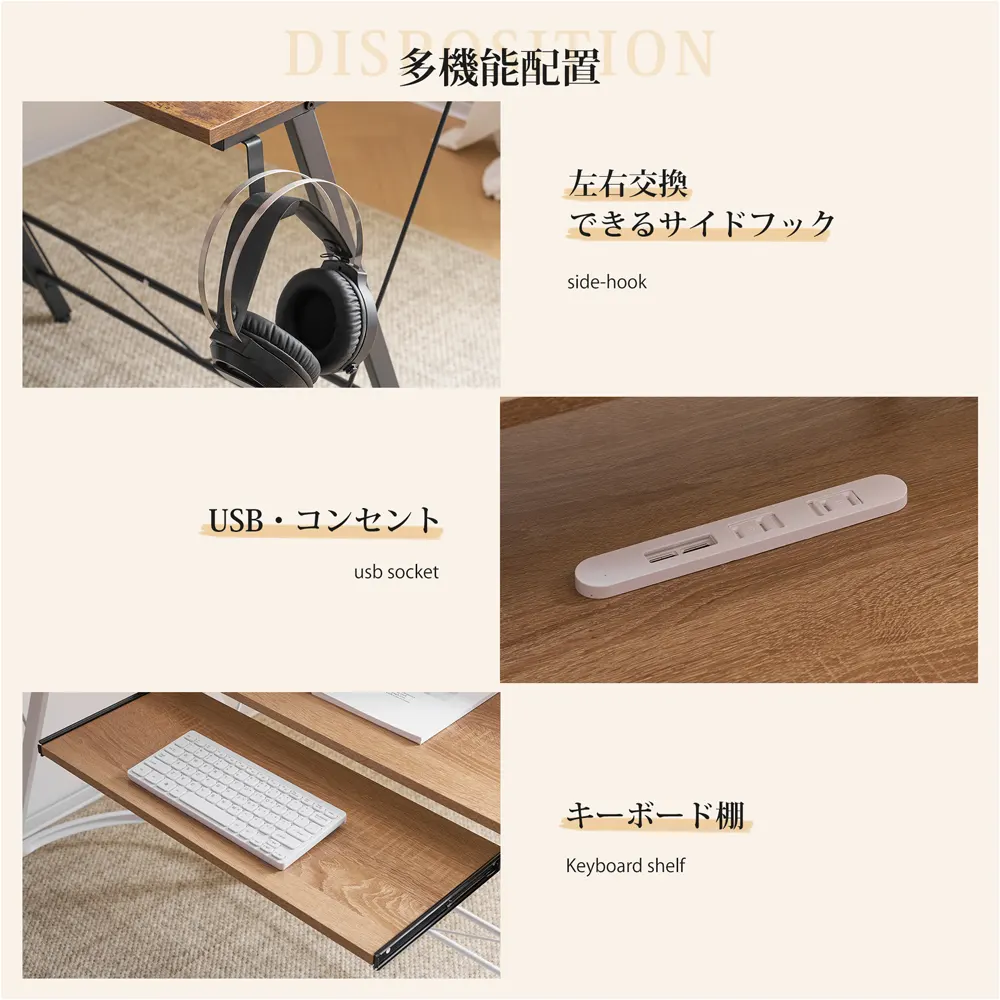 DISPOSITION
多機能配置
左右交換
できるサイドフック
side-hook
USB・コンセント
usb socket
キーボード棚
Keyboard shelf